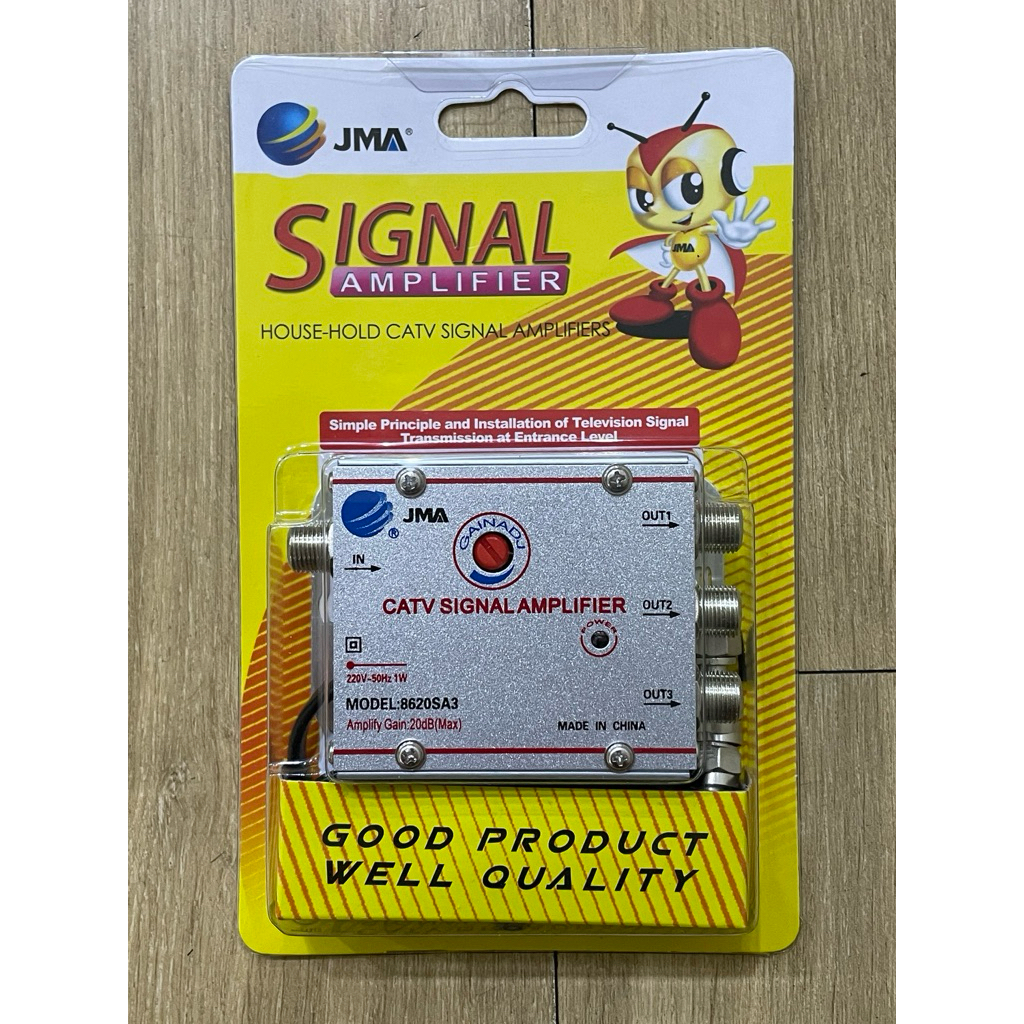 JMA®
SIGNAL
AMPLIFIER
JMA
HOUSE-HOLD CATV SIGNAL AMPLIFIERS
Simple Principle and Installation of Television Signal
Transmission at Entrance Level
® JMA
GAINADJ
OUT1
IN
CATV SIGNAL AMPLIFIER
OUT2
POWER
220V~50Hz 1W
MODEL:8620SA3
OUT3
Amplify Gain:20dB(Max)
MADE IN CHINA
GOOD PRODUCT
WELL QUALITY